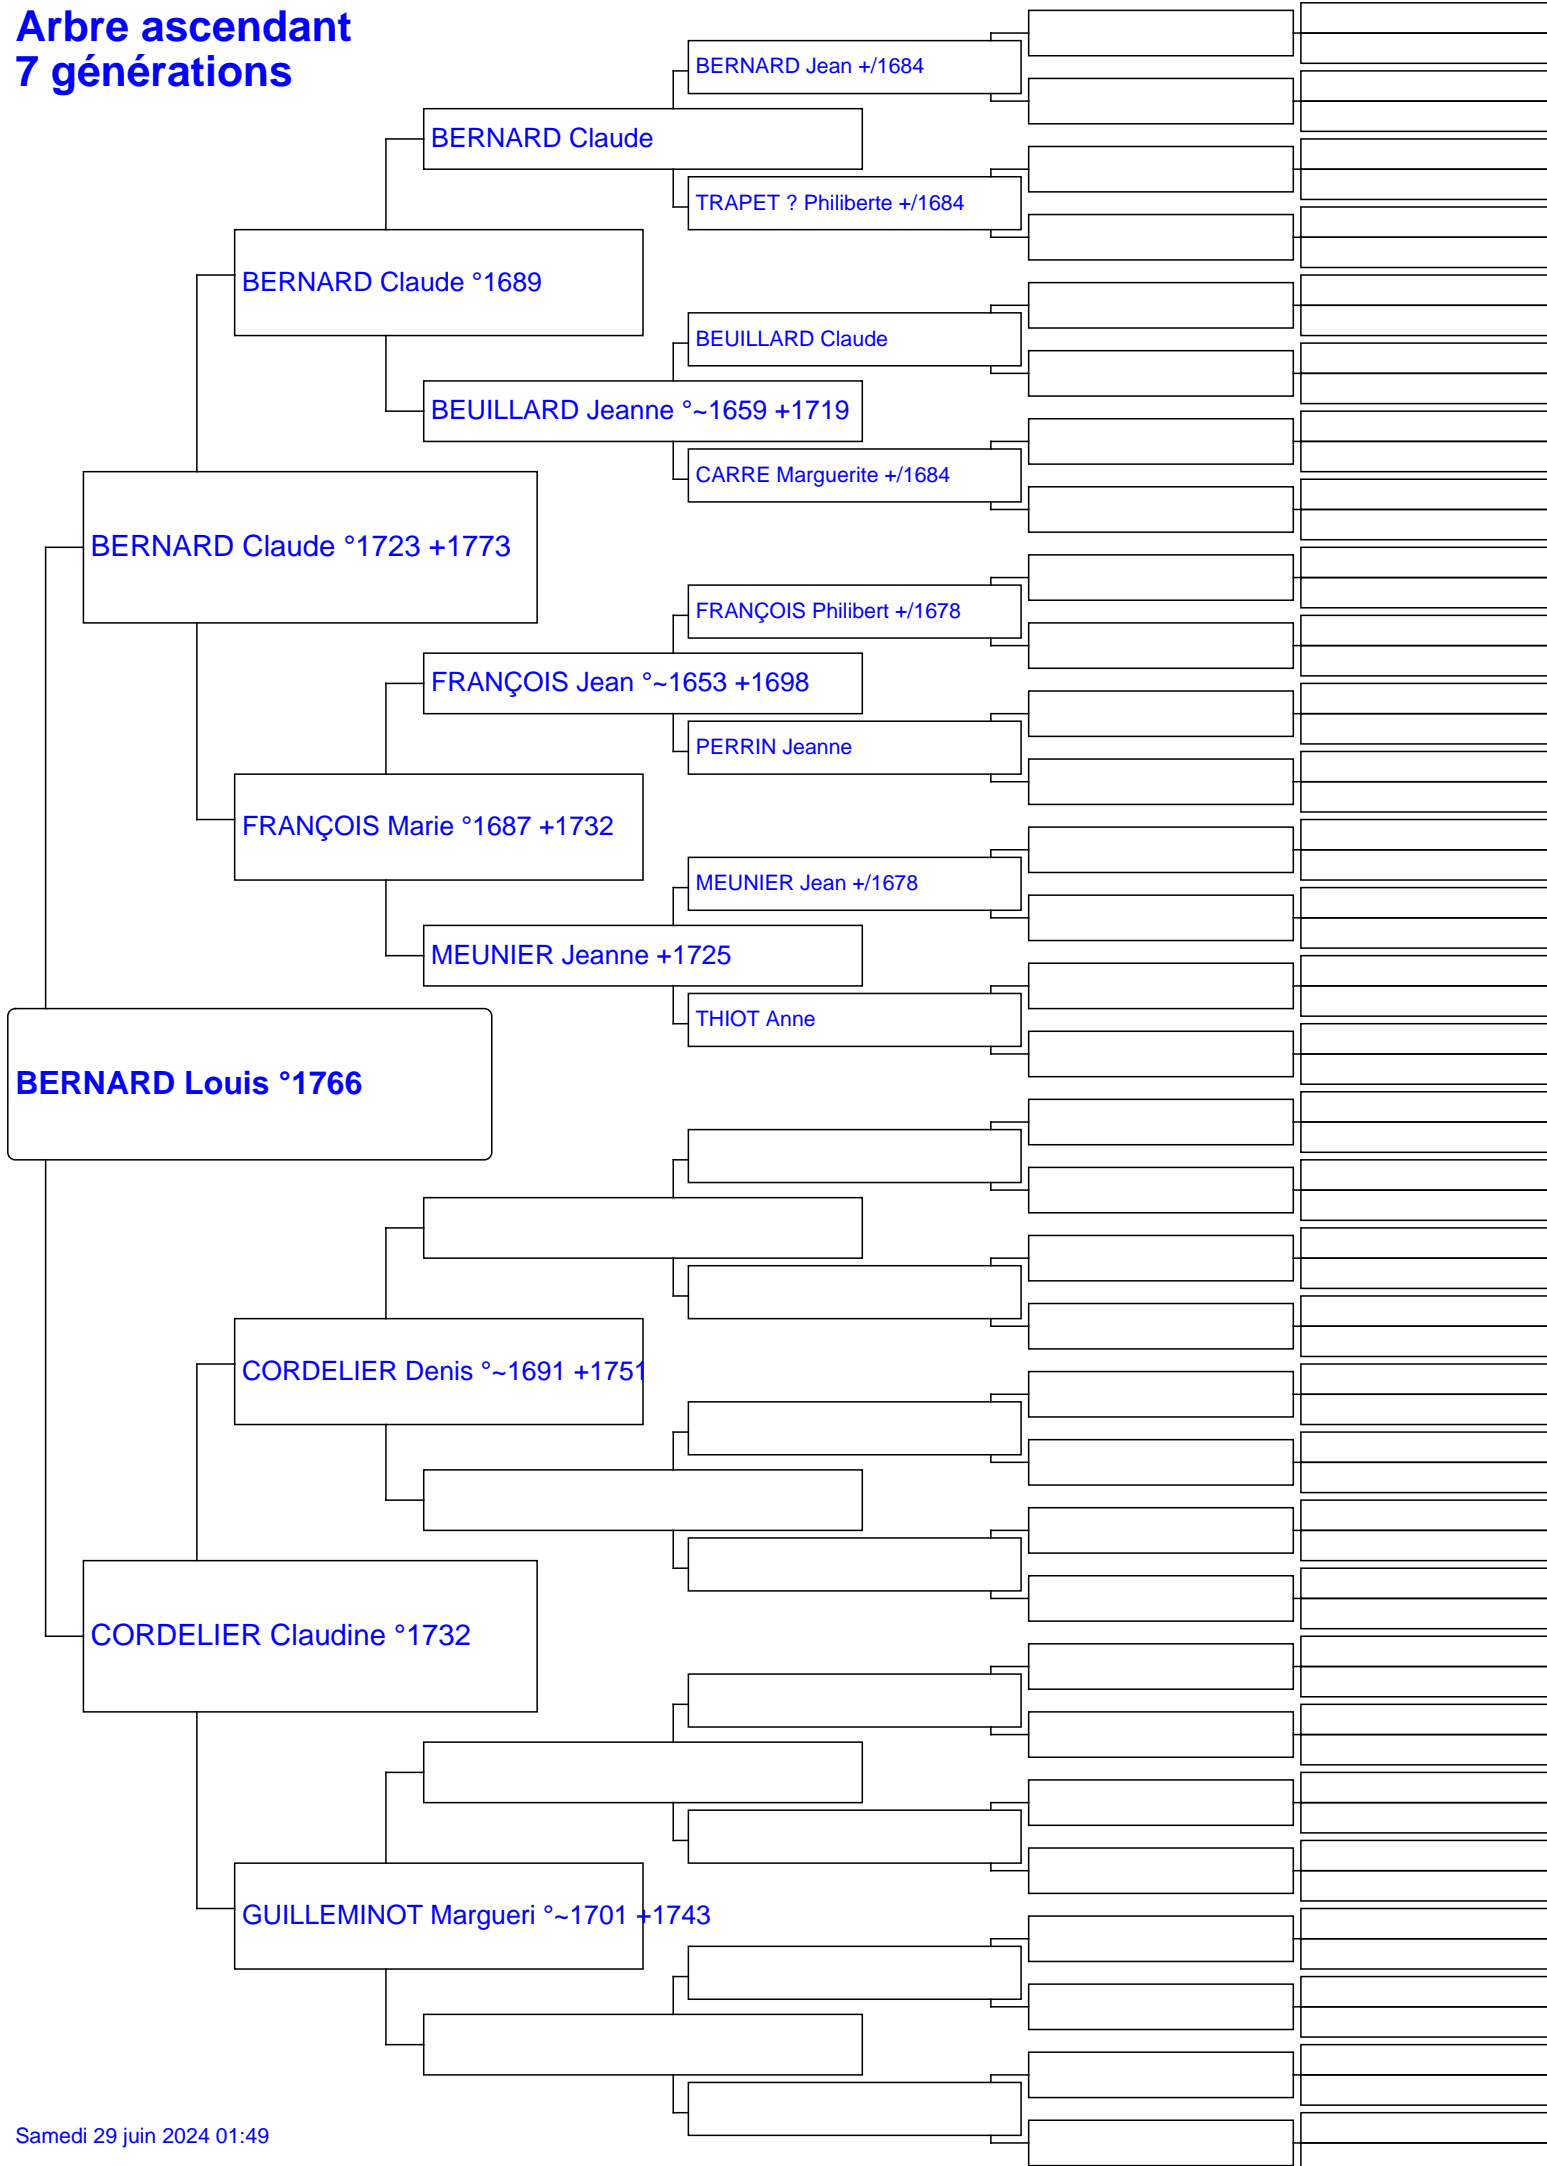 Arbre ascendant
7 générations
BERNARD Jean +/1684
BERNARD Claude
TRAPET ? Philiberte +/1684
BERNARD Claude °1689
BEUILLARD Claude
BEUILLARD Jeanne °~1659 +1719
CARRE Marguerite +/1684
BERNARD Claude °1723 +1773
FRANÇOIS Philibert +/1678
FRANÇOIS Jean °~1653 +1698
PERRIN Jeanne
FRANÇOIS Marie °1687 +1732
MEUNIER Jean +/1678
MEUNIER Jeanne +1725
THIOT Anne
BERNARD Louis °1766
CORDELIER Denis °~1691 +1751
CORDELIER Claudine °1732
GUILLEMINOT Margueri °~1701 +1743
Samedi 29 juin 2024 01:49